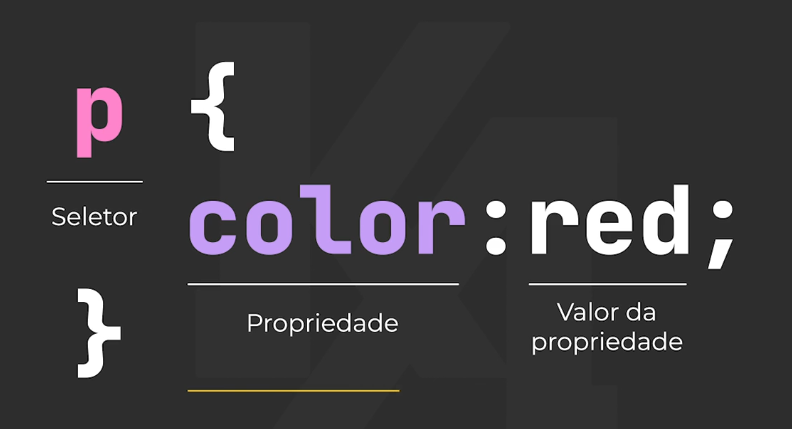 p {
Seletor
color:red;
Propriedade
Valor da
propriedade
}